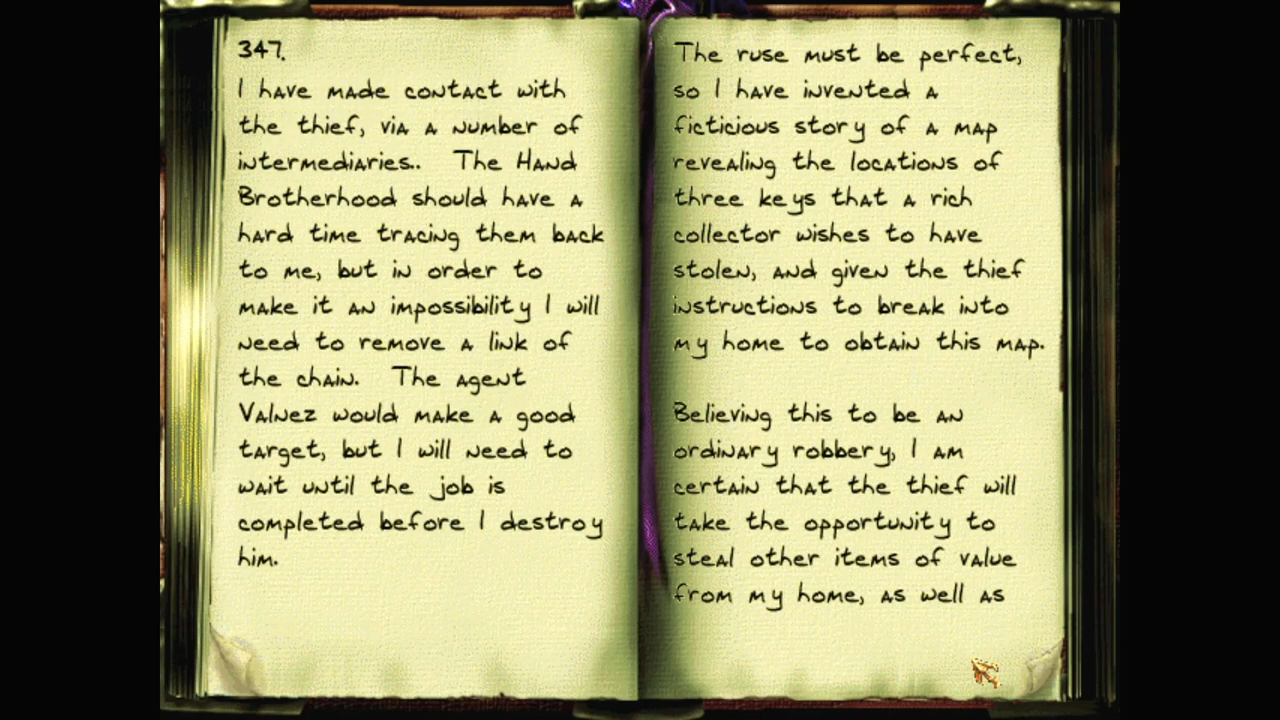 347.
I have made contact with
the thief, via a number of
intermediaries.. The Hand
Brotherhood should have a
hard time tracing them back
to me, but in order to
make it an impossibility I will
need to remove a link of
the chain. The agent
Valnez would make a good
target, but I will need to
wait until the job is
completed before I destroy
him.
The ruse must be perfect,
so I have invented a
ficticious story of a map
revealing the locations of
three keys that a rich
collector wishes to have
stolen, and given the thief
instructions to break into
my home to obtain this map.
Believing this to be an
ordinary robbery, I am
certain that the thief will
take the opportunity to
steal other items of value
from my home, as well as